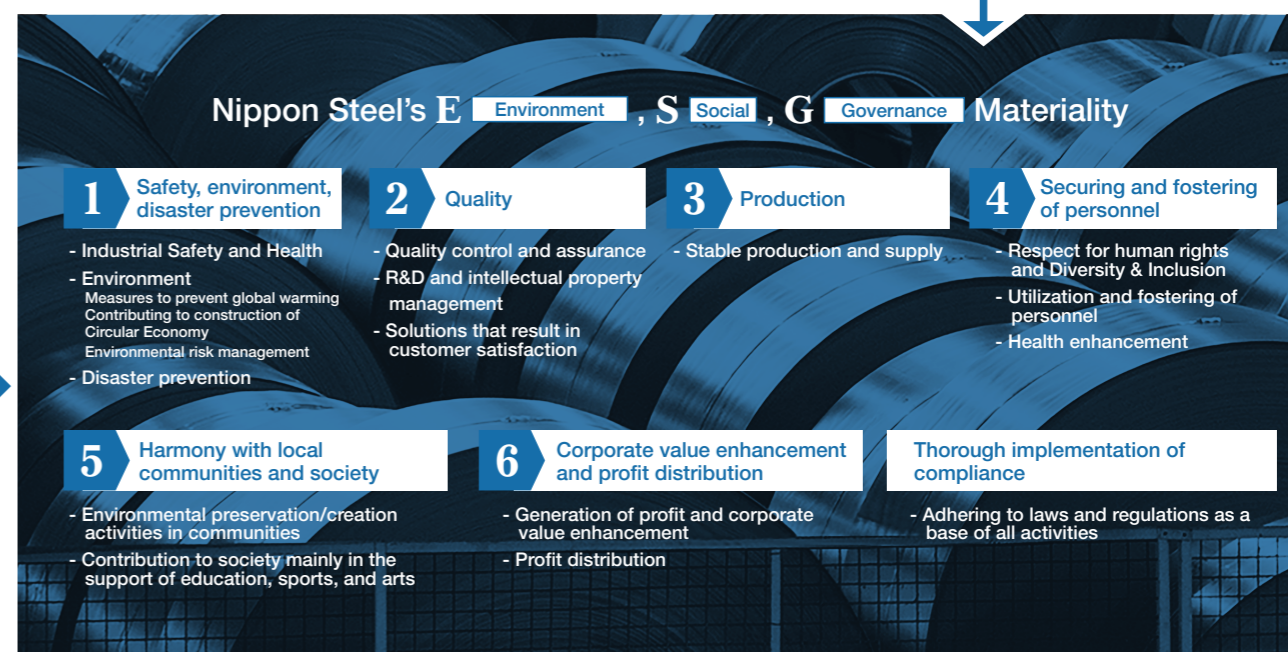 Nippon Steel's E Environment , S Social , G Governance Materiality
1 Safety, environment,
disaster prevention
- Industrial Safety and Health
- Environment
Measures to prevent global warming
Contributing to construction of
Circular Economy
Environmental risk management
- Disaster prevention
2 Quality
- Quality control and assurance
- R&D and intellectual property
management
- Solutions that result in
customer satisfaction
3 Production
- Stable production and supply
4 Securing and fostering
of personnel
- Respect for human rights
and Diversity & Inclusion
- Utilization and fostering of
personnel
- Health enhancement
5 Harmony with local
communities and society
- Environmental preservation/creation
activities in communities
- Contribution to society mainly in the
support of education, sports, and arts
6 Corporate value enhancement
and profit distribution
- Generation of profit and corporate
value enhancement
- Profit distribution
Thorough implementation of
compliance
- Adhering to laws and regulations as a
base of all activities